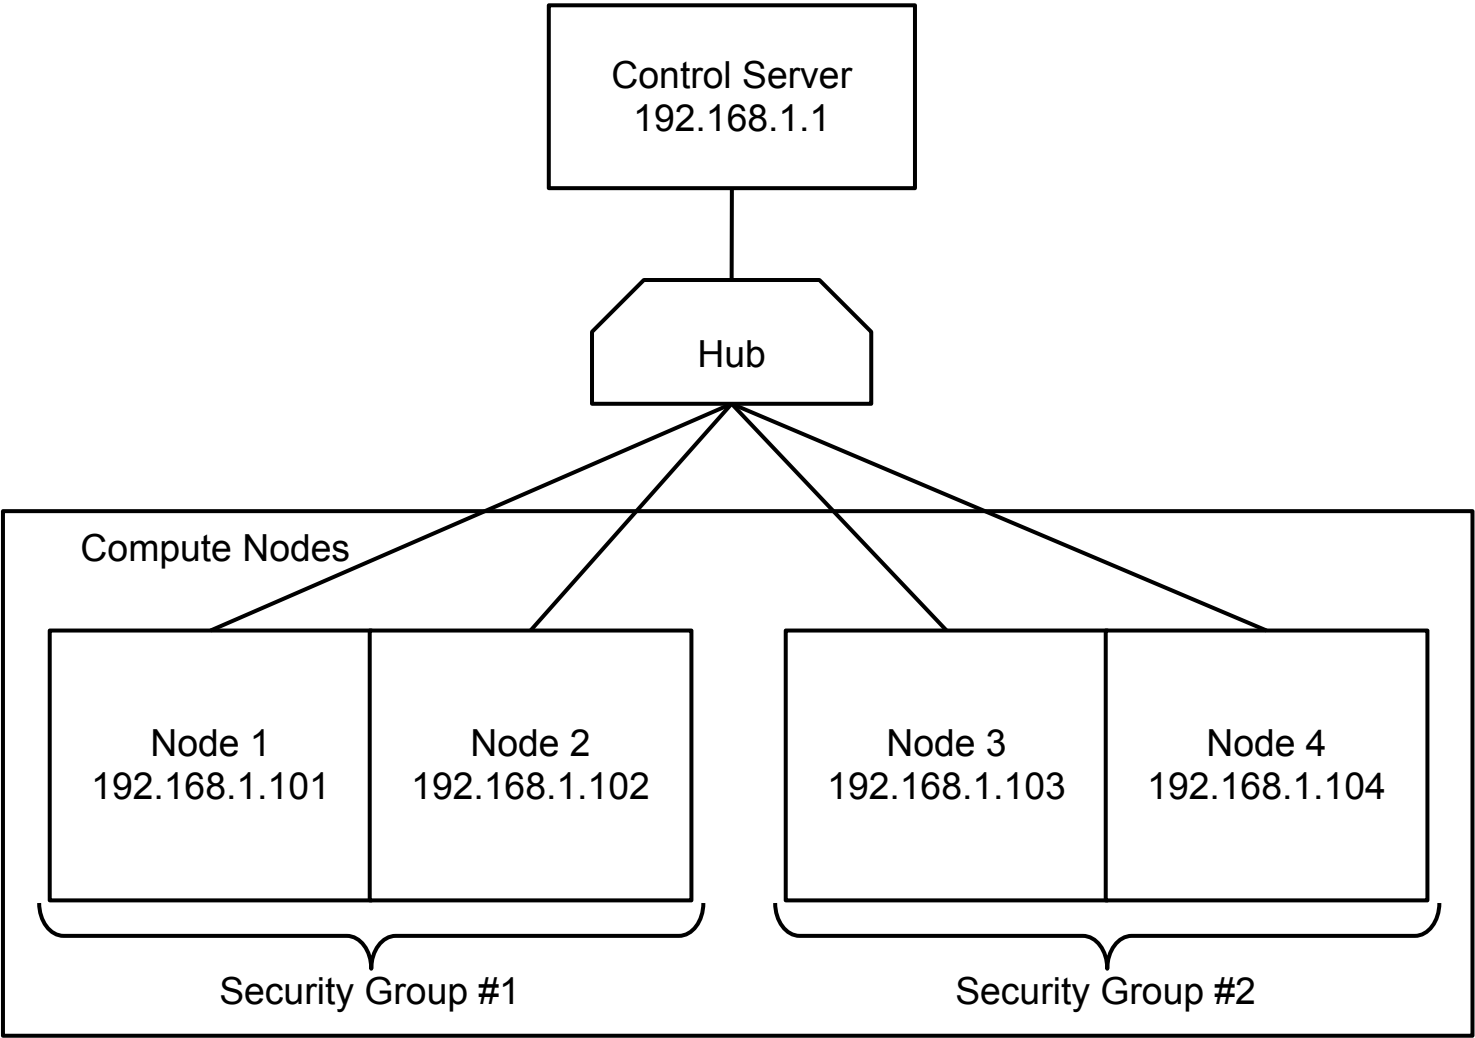 Control Server
192.168.1.1
Hub
Compute Nodes
Node 1
192.168.1.101
Node 2
192.168.1.102
Node 3
192.168.1.103
Node 4
192.168.1.104
Security Group #1
Security Group #2